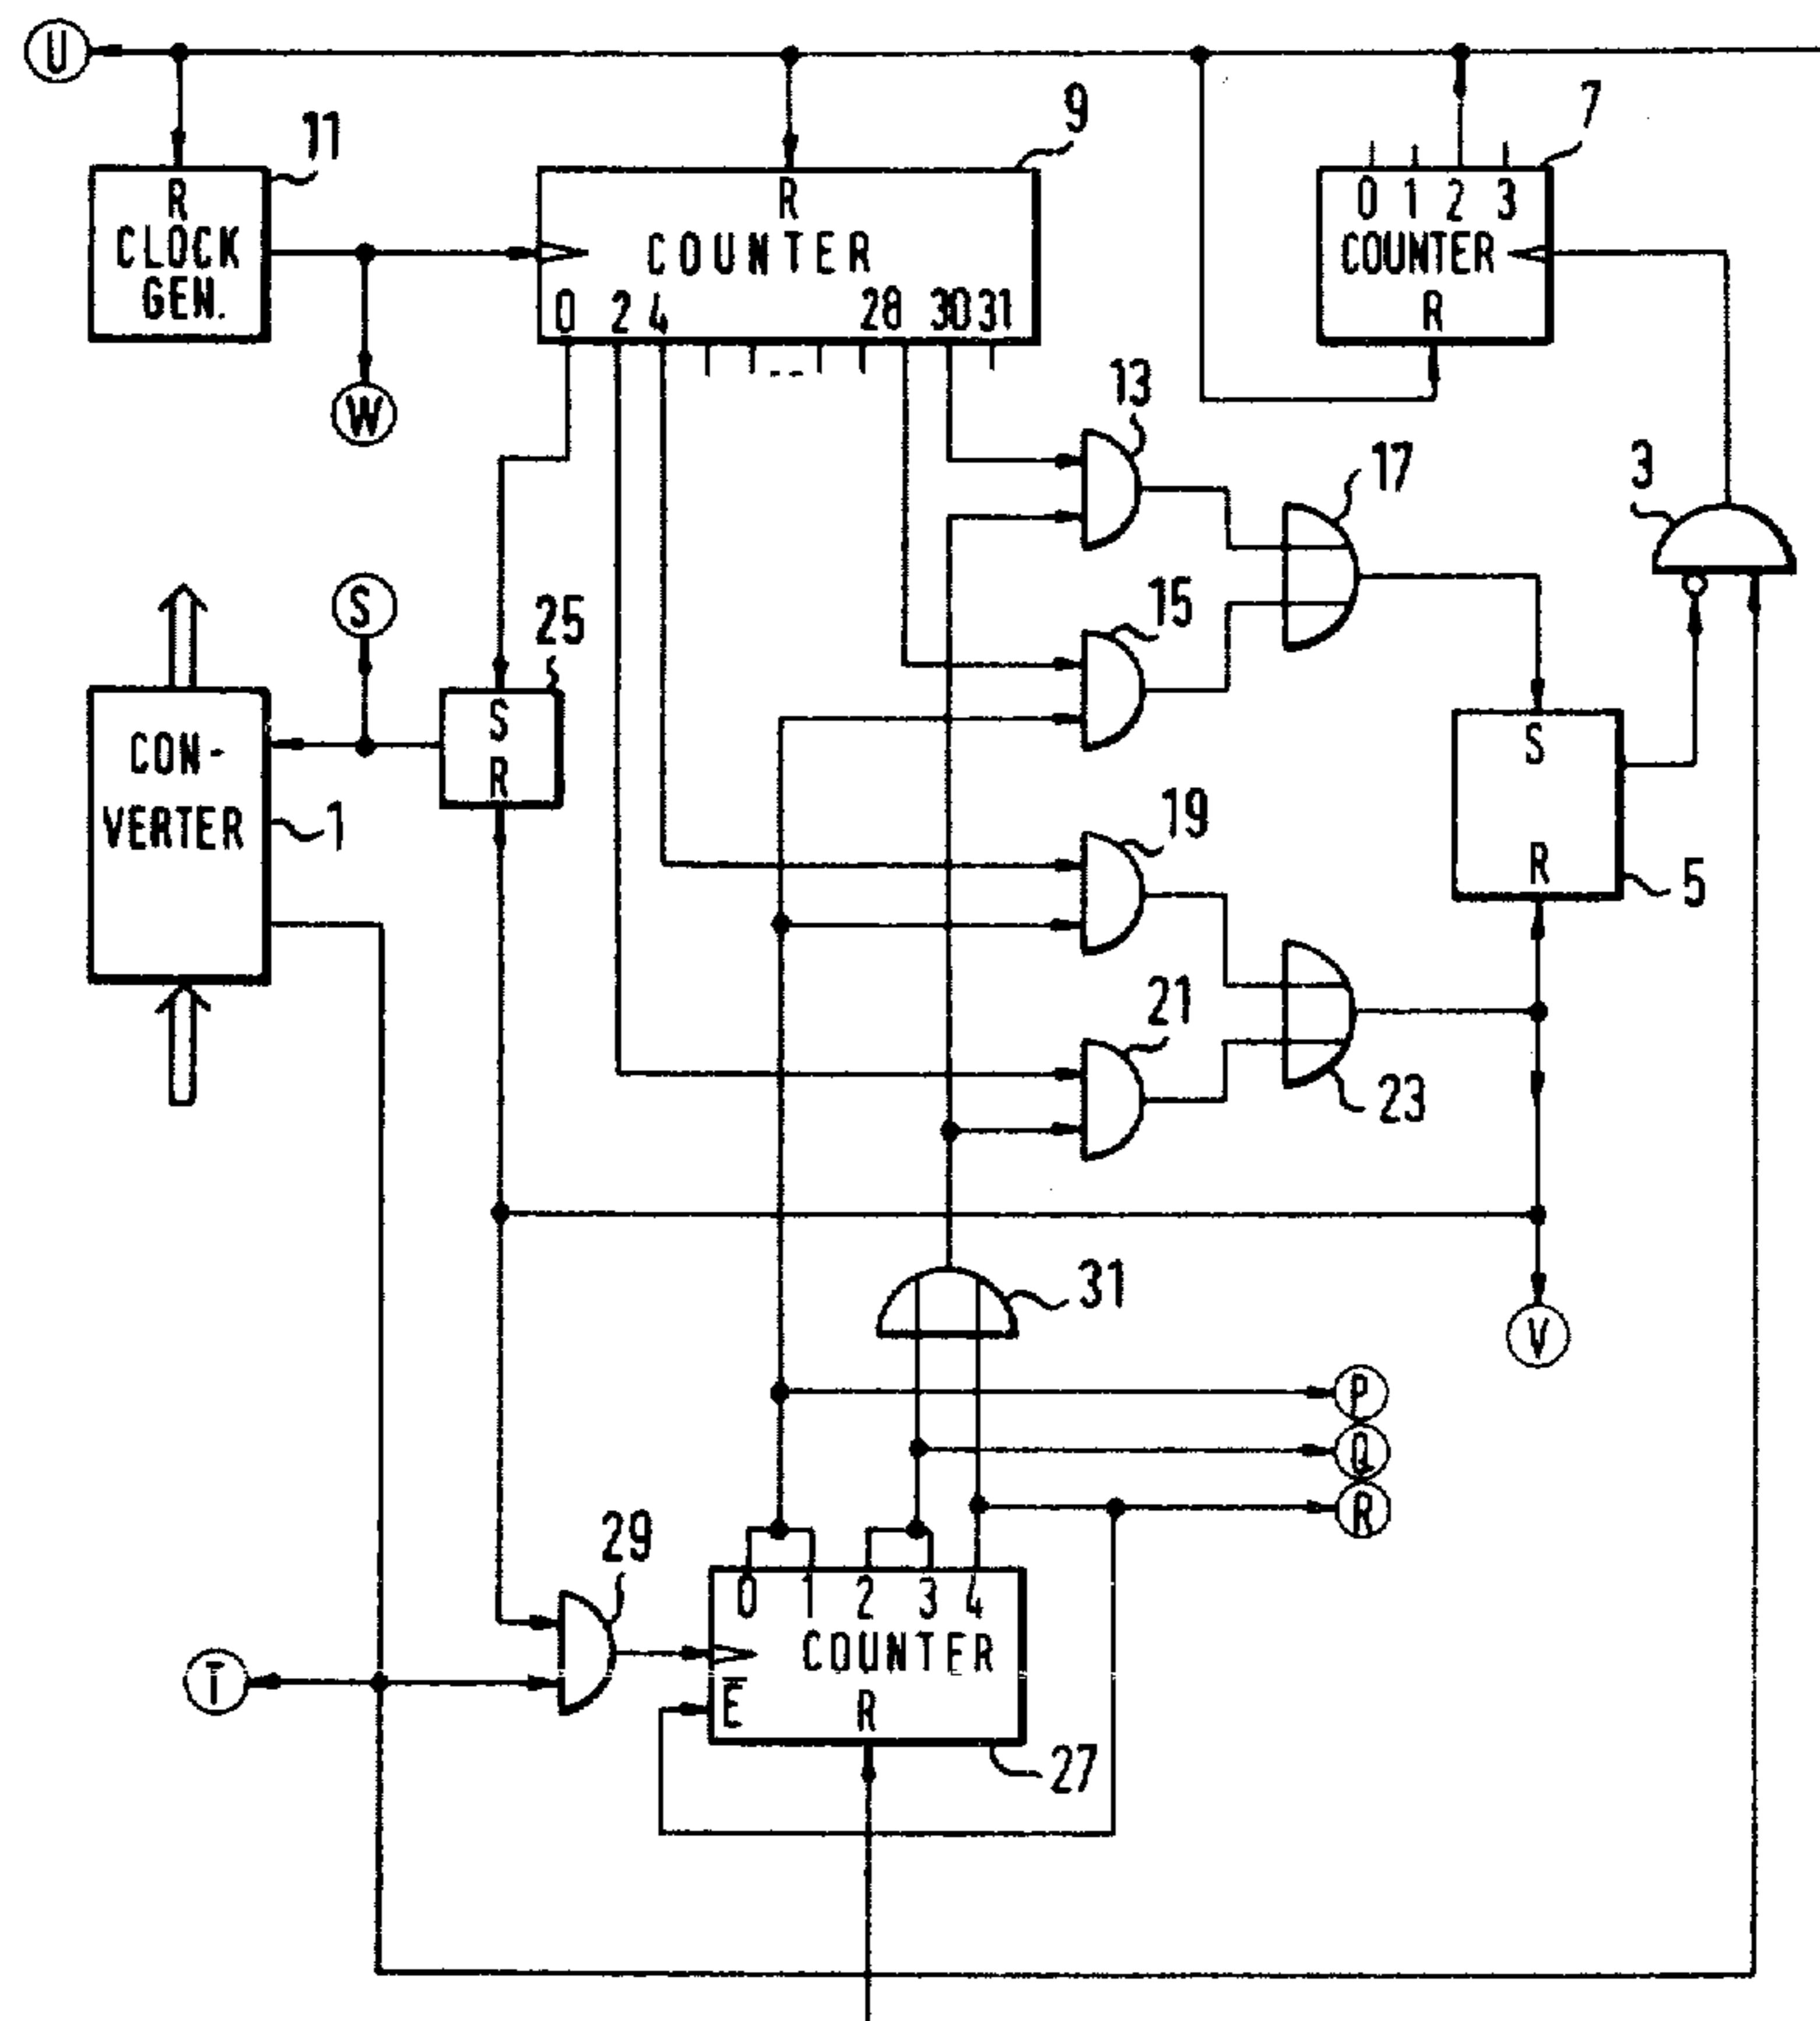 U
11
9
7
R
CLOCK
GEN.
R
COUNTER
0 2 4 28 30 31
0 1 2 3
COUNTER
R
W
13
17
3
S
25
15
CON-
VERTER
1
S
R
S
R
5
19
21
23
31
V
P
Q
R
29
0 1 2 3 4
COUNTER
E̅ R
T
27